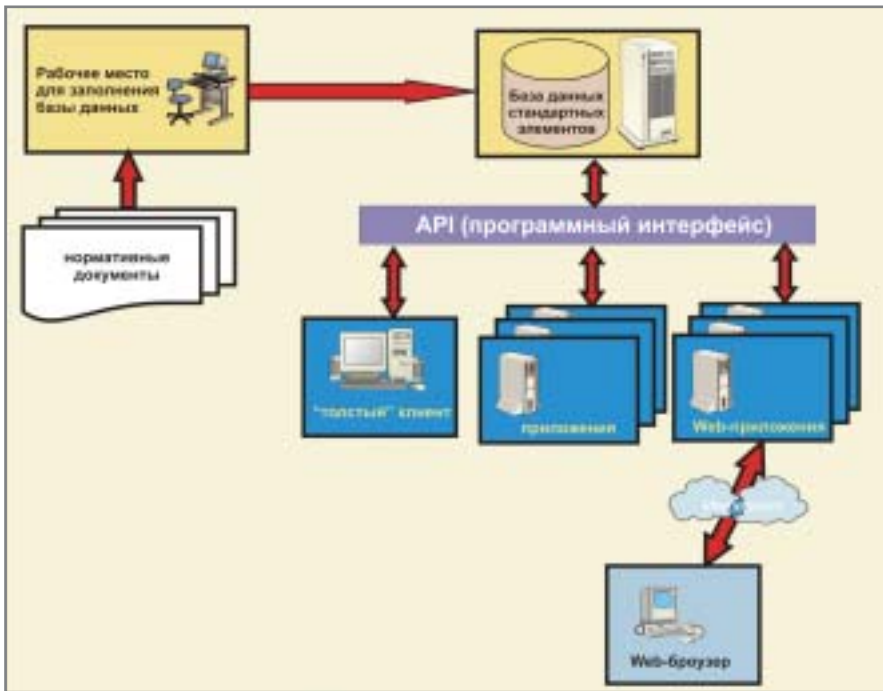 Рабочее место
для заполнения
базы данных
База данных
стандартных
элементов
API (программный интерфейс)
нормативные
документы
"толстый" клиент
приложения
Web-приложения
Web-броузер